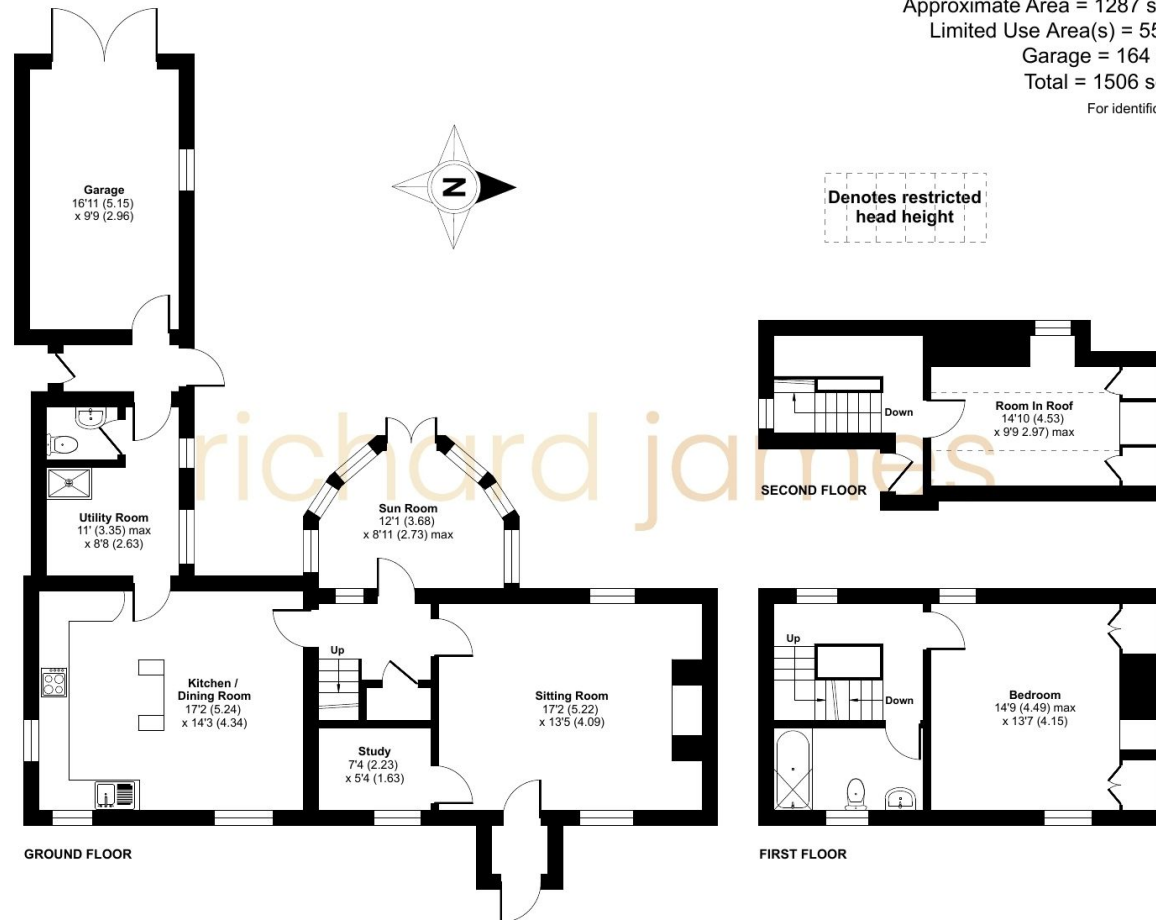 Approximate Area = 1287 s
Limited Use Area(s) = 55
Garage = 164
Total = 1506 s
For identific
Garage
16'11 (5.15)
x 9'9 (2.96)
N
Denotes restricted
head height
Room In Roof
14'10 (4.53)
x 9'9 2.97) max
Down
SECOND FLOOR
richard james
Utility Room
11' (3.35) max
x 8'8 (2.63)
Sun Room
12'1 (3.68)
x 8'11 (2.73) max
Kitchen /
Dining Room
17'2 (5.24)
x 14'3 (4.34)
Up
Sitting Room
17'2 (5.22)
x 13'5 (4.09)
Study
7'4 (2.23)
x 5'4 (1.63)
GROUND FLOOR
Up
Down
Bedroom
14'9 (4.49) max
x 13'7 (4.15)
FIRST FLOOR